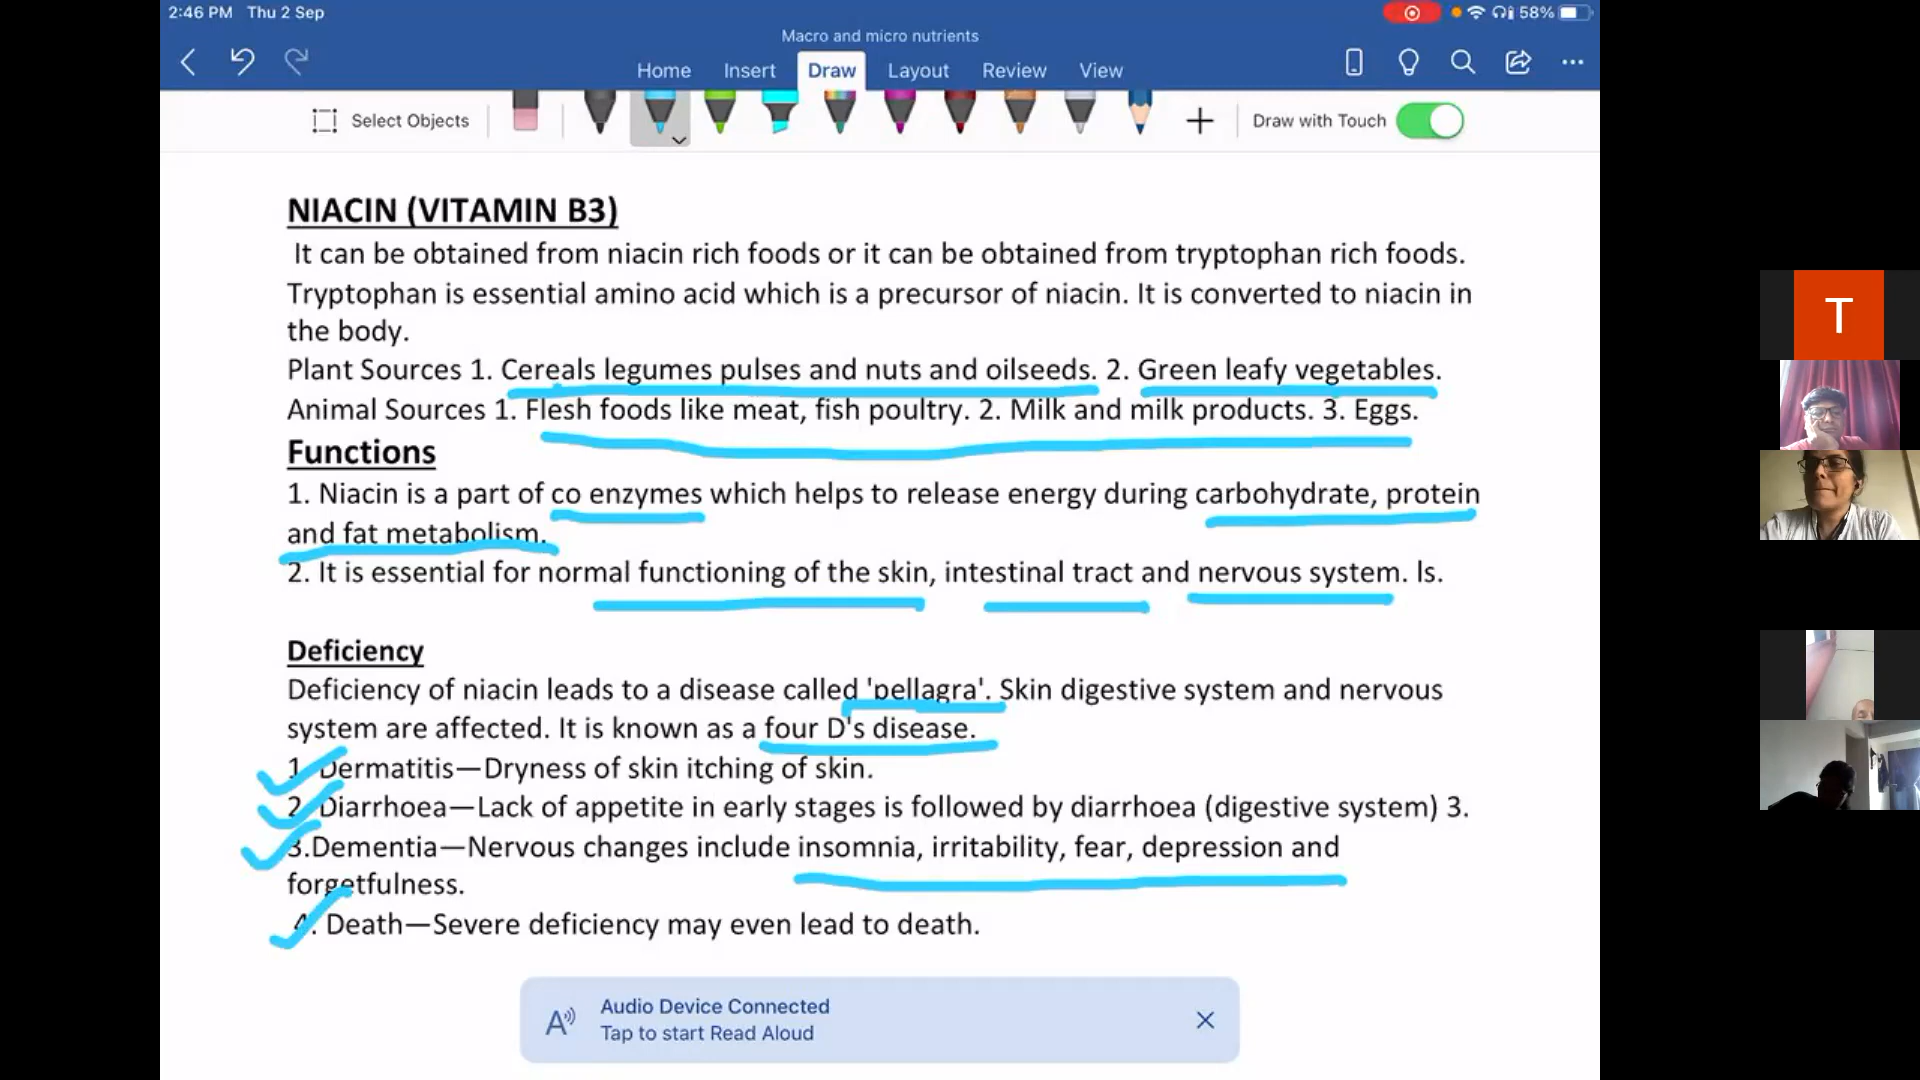 2:46 PM Thu 2 Sep
58%
Macro and micro nutrients
Home Insert Draw Layout Review View
Select Objects
Draw with Touch
NIACIN (VITAMIN B3)
It can be obtained from niacin rich foods or it can be obtained from tryptophan rich foods.
Tryptophan is essential amino acid which is a precursor of niacin. It is converted to niacin in
the body.
Plant Sources 1. Cereals legumes pulses and nuts and oilseeds. 2. Green leafy vegetables.
Animal Sources 1. Flesh foods like meat, fish poultry. 2. Milk and milk products. 3. Eggs.
Functions
1. Niacin is a part of co enzymes which helps to release energy during carbohydrate, protein
and fat metabolism.
2. It is essential for normal functioning of the skin, intestinal tract and nervous system. ls.
Deficiency
Deficiency of niacin leads to a disease called 'pellagra'. Skin digestive system and nervous
system are affected. It is known as a four D's disease.
1. Dermatitis—Dryness of skin itching of skin.
2. Diarrhoea—Lack of appetite in early stages is followed by diarrhoea (digestive system) 3.
3.Dementia—Nervous changes include insomnia, irritability, fear, depression and
forgetfulness.
4. Death—Severe deficiency may even lead to death.
Audio Device Connected
Tap to start Read Aloud
T